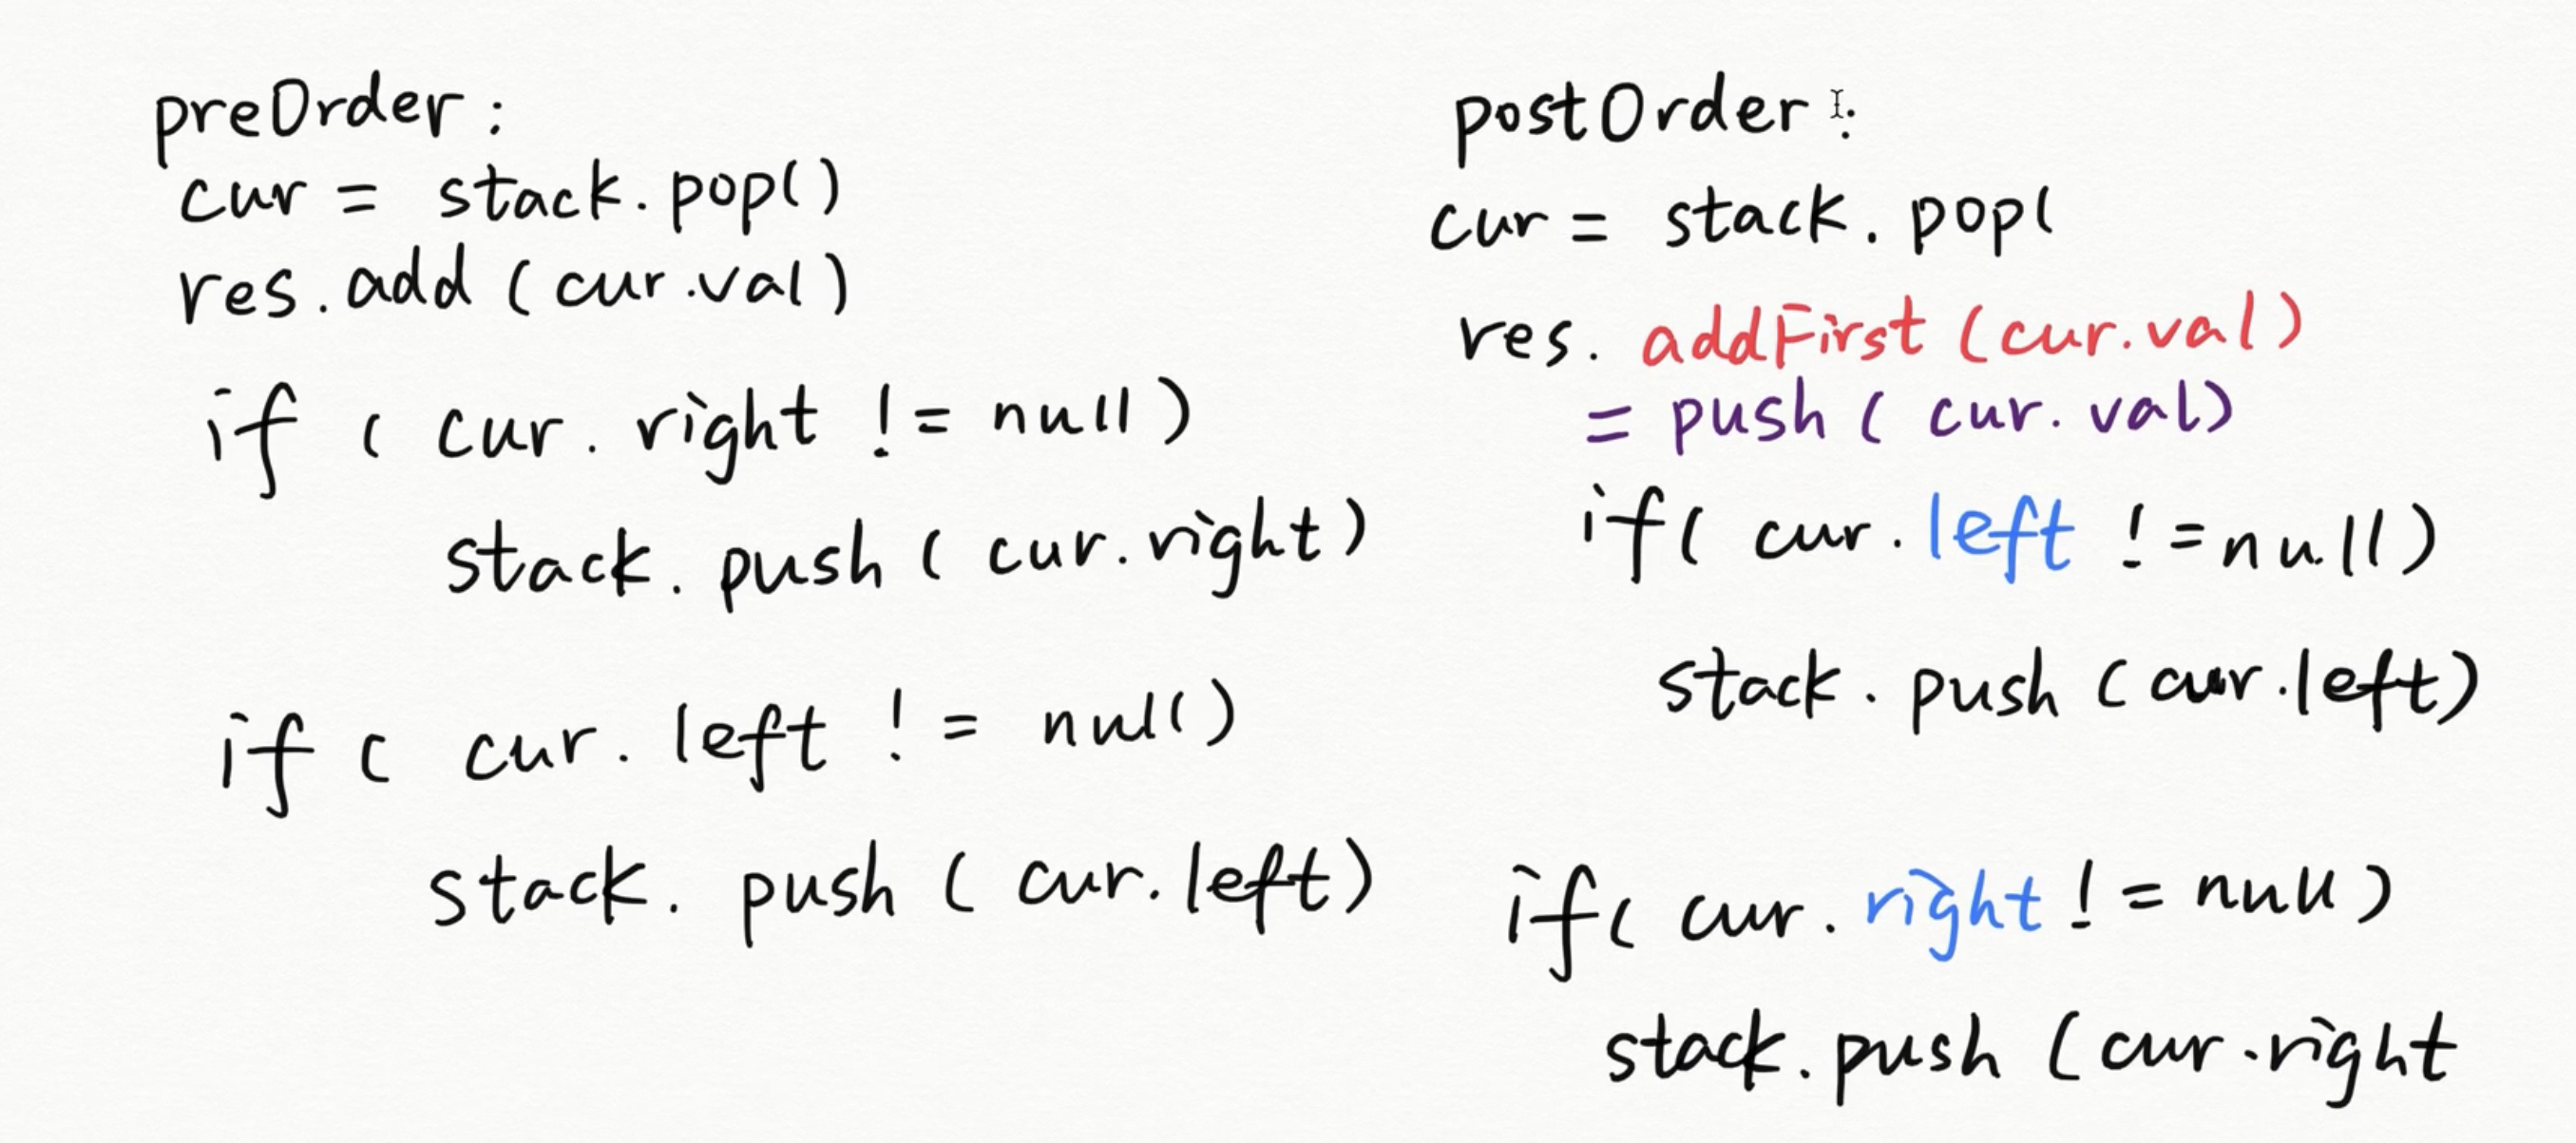 preOrder:
cur = stack.pop()
res.add(cur.val)
if (cur.right != null)
stack.push(cur.right)
if (cur.left != null)
stack.push(cur.left)
postOrder:
cur = stack.pop(
res.addFirst(cur.val)
= push(cur.val)
if(cur.left != null)
stack.push(cur.left)
if(cur.right != null)
stack.push(cur.right